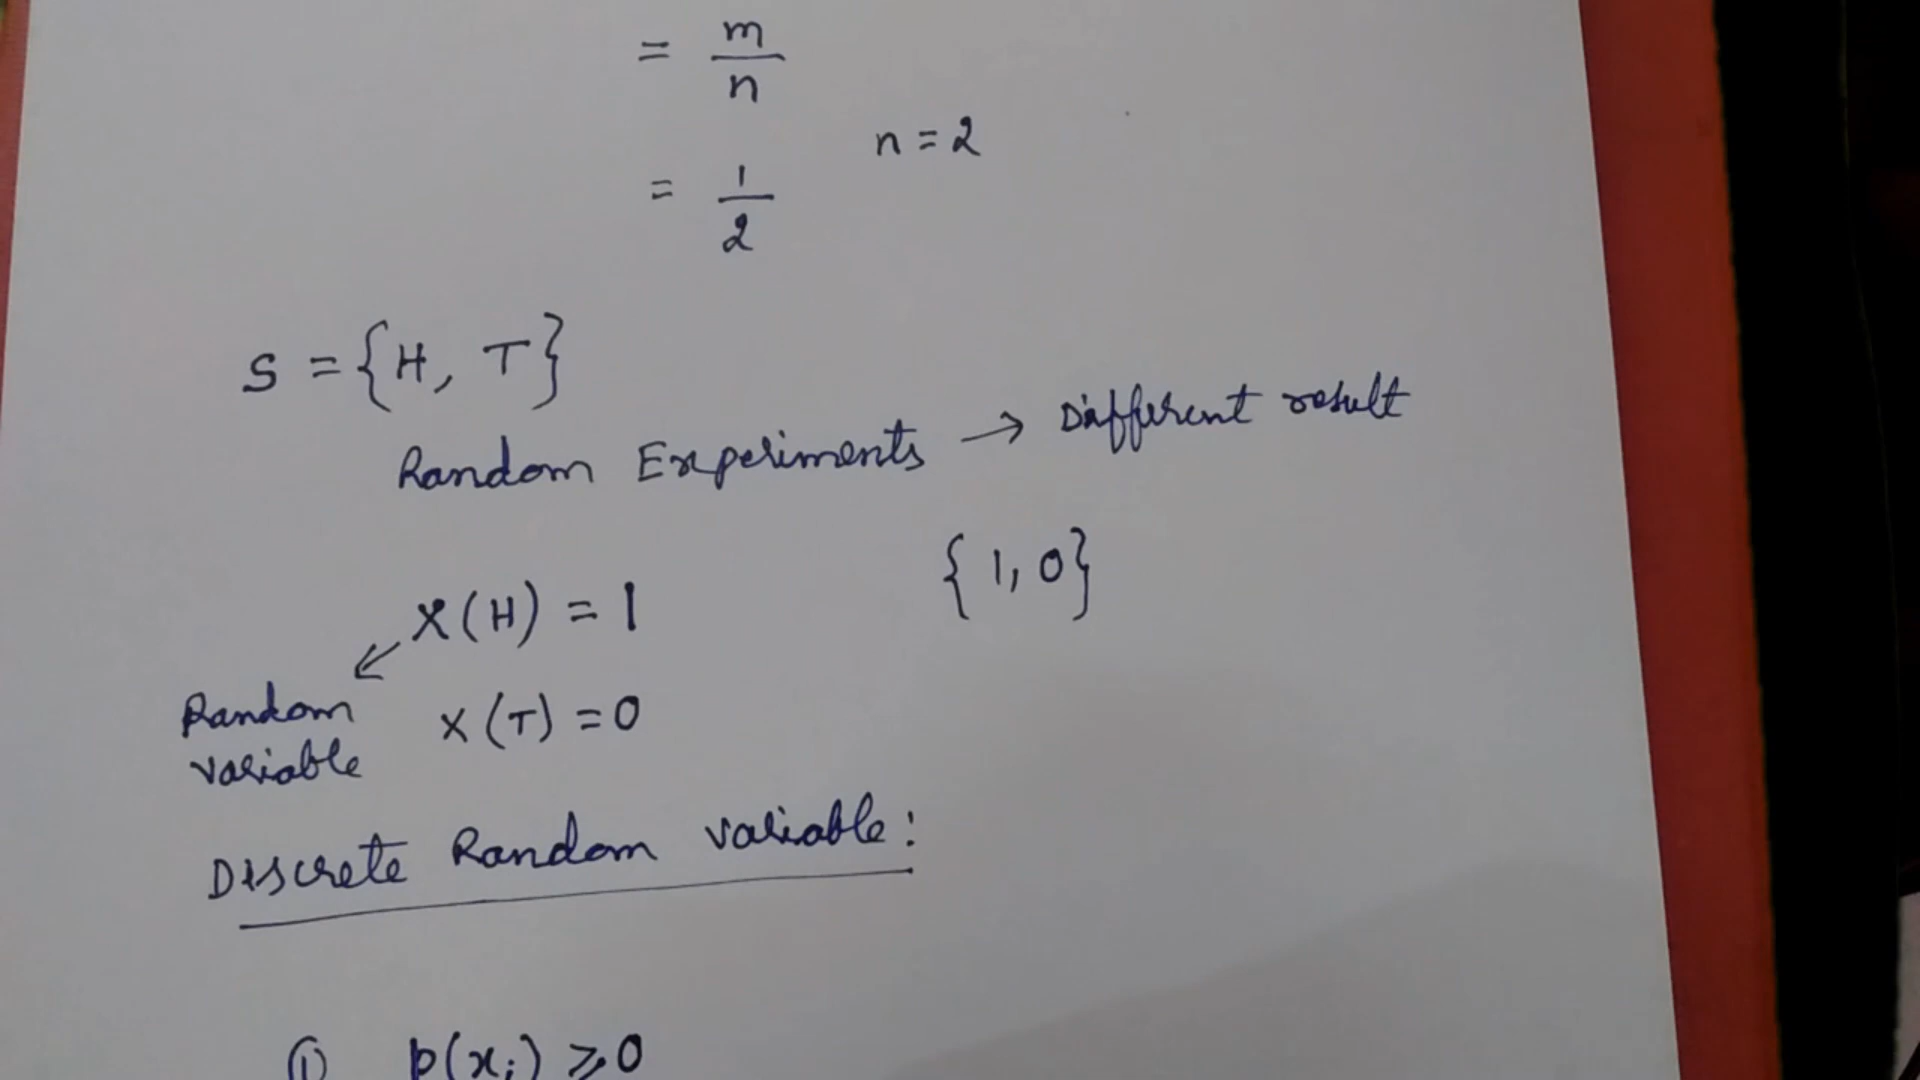 = m/n
n = 2
= 1/2
S = {H, T}
Random Experiments → Different result
{1, 0}
X(H) = 1
Random variable
X(T) = 0
Discrete Random variable:
① p(xi) ⩾ 0